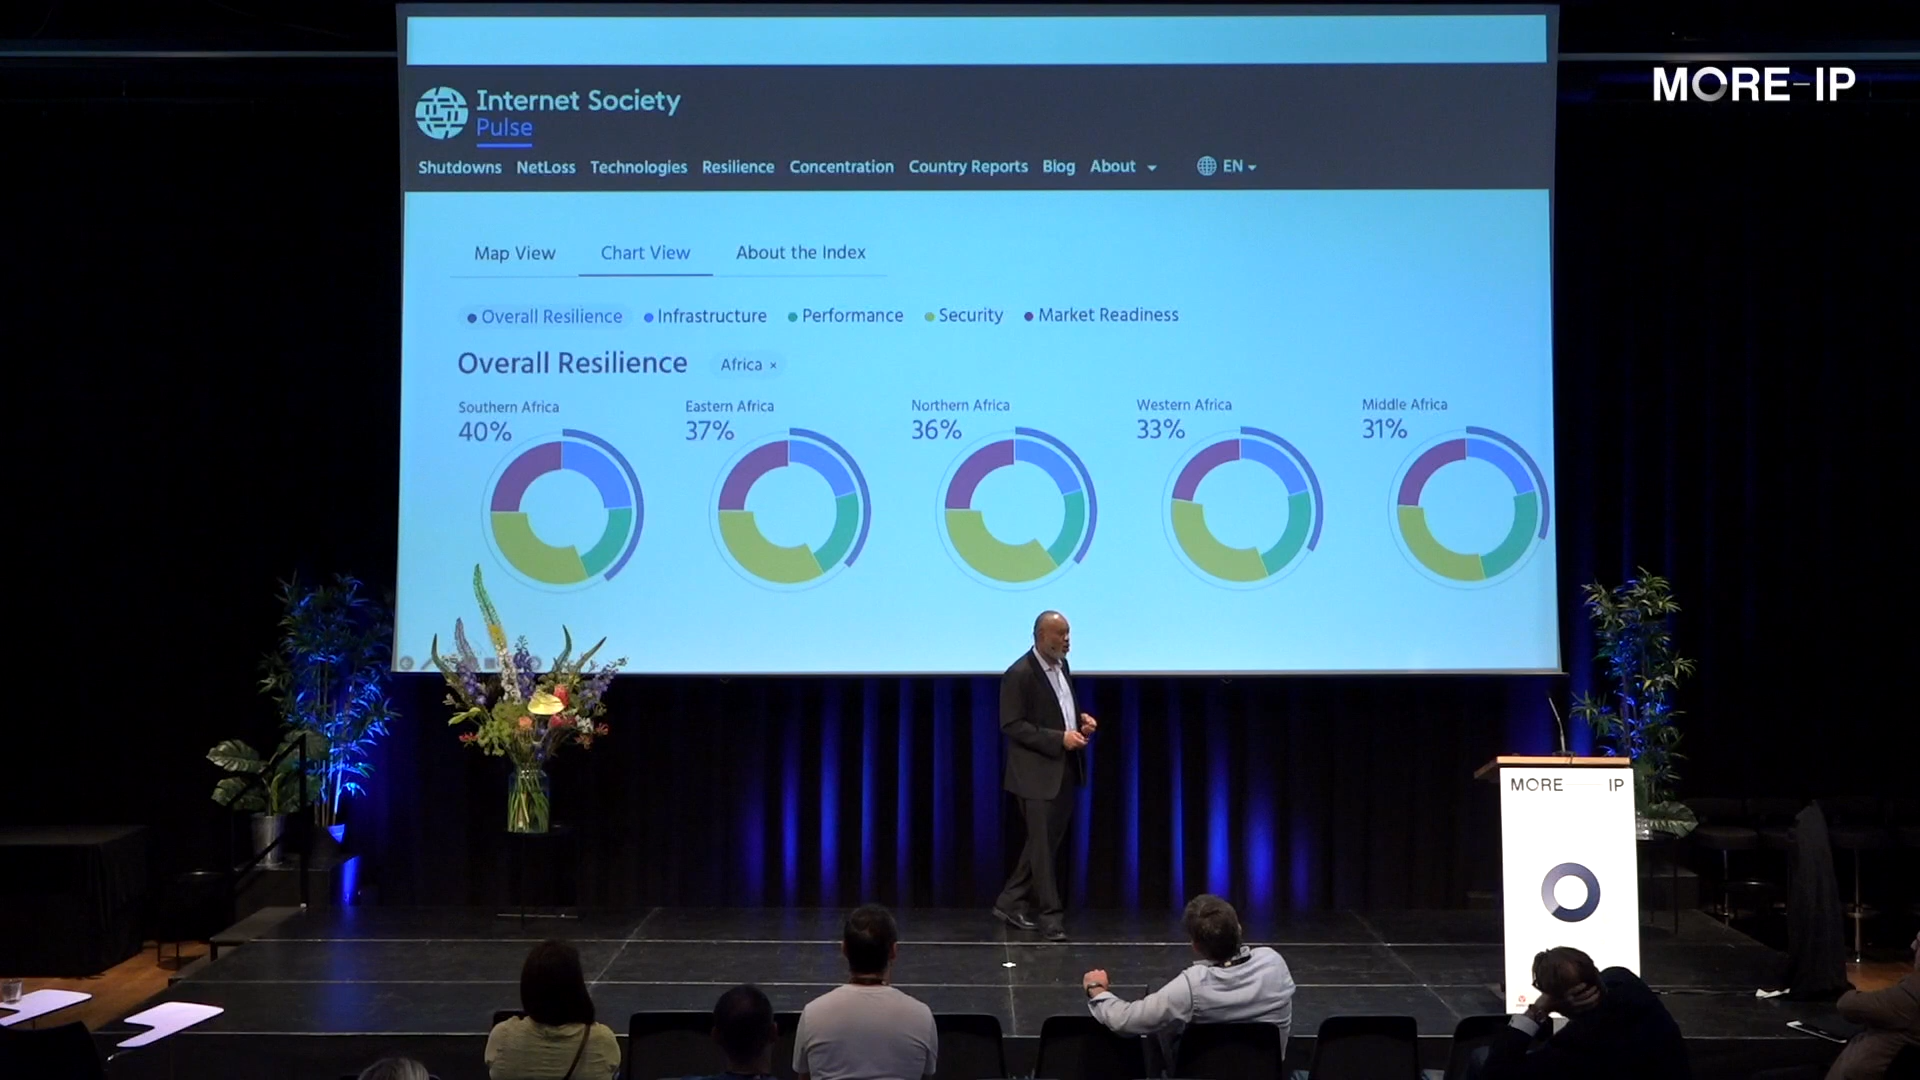 MORE-IP
Internet Society
Pulse
Shutdowns NetLoss Technologies Resilience Concentration Country Reports Blog About EN
Map View Chart View About the Index
Overall Resilience Infrastructure Performance Security Market Readiness
Overall Resilience Africa ×
Southern Africa
40%
Eastern Africa
37%
Northern Africa
36%
Western Africa
33%
Middle Africa
31%
MORE IP